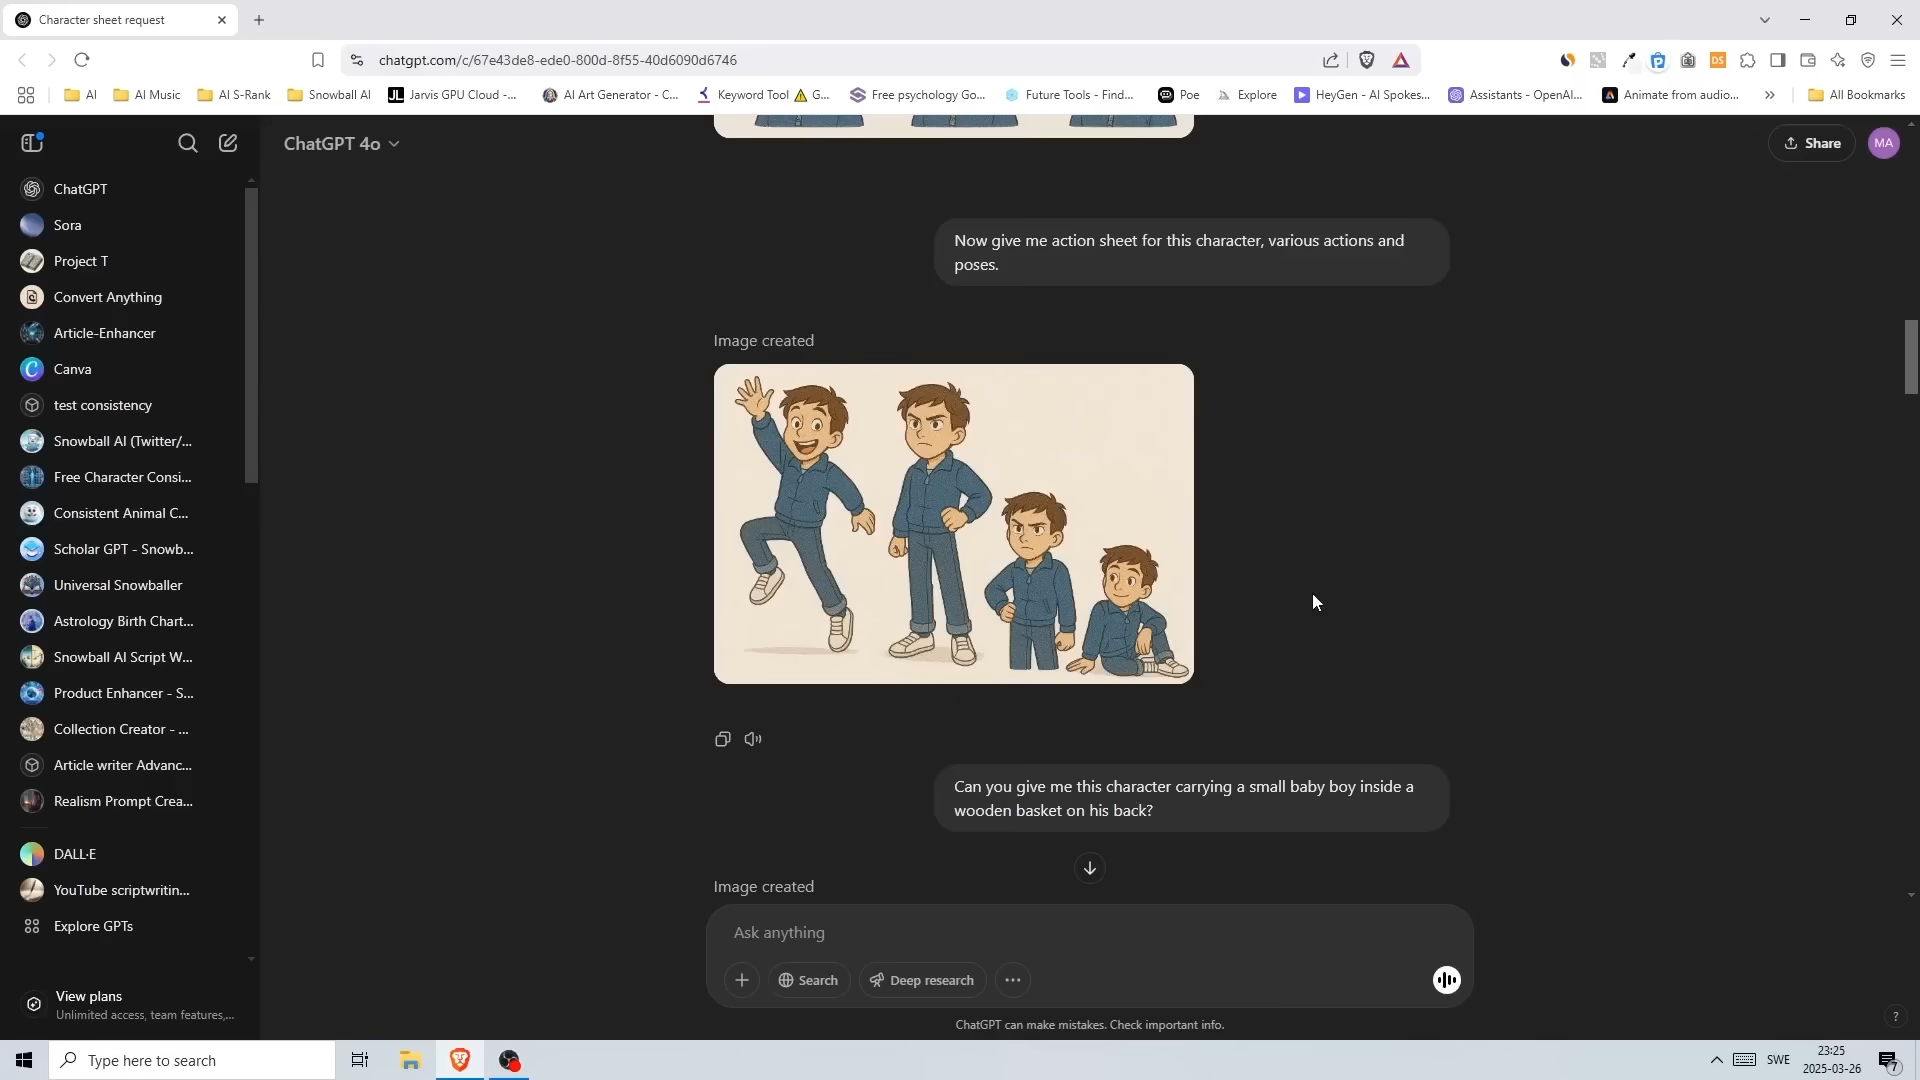 Character sheet request
chatgpt.com/c/67e43de8-ede0-800d-8f55-40d6090d6746
AI
AI Music
AI S-Rank
Snowball AI
Jarvis GPU Cloud -...
AI Art Generator - C...
Keyword Tool ⚠ G...
Free psychology Go...
Future Tools - Find...
Poe
Explore
HeyGen - AI Spokes...
Assistants - OpenAI...
Animate from audio...
All Bookmarks
ChatGPT 4o
Share
MA
ChatGPT
Sora
Project T
Convert Anything
Article-Enhancer
Canva
test consistency
Snowball AI (Twitter/...
Free Character Consi...
Consistent Animal C...
Scholar GPT - Snowb...
Universal Snowballer
Astrology Birth Chart...
Snowball AI Script W...
Product Enhancer - S...
Collection Creator - ...
Article writer Advanc...
Realism Prompt Crea...
DALL·E
YouTube scriptwritin...
Explore GPTs
View plans
Unlimited access, team features,...
Now give me action sheet for this character, various actions and
poses.
Image created
Can you give me this character carrying a small baby boy inside a
wooden basket on his back?
Image created
Ask anything
Search
Deep research
ChatGPT can make mistakes. Check important info.
?
Type here to search
SWE
23:25
2025-03-26
7
DS